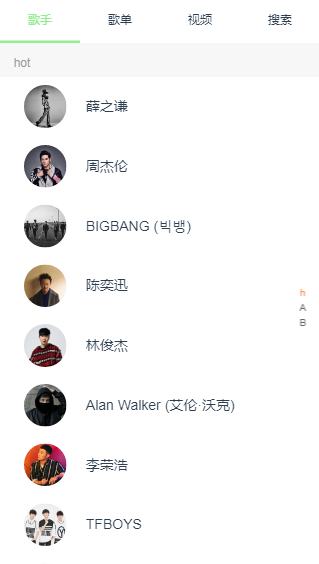 歌手 歌单 视频 搜索
hot
薛之谦
周杰伦
BIGBANG (빅뱅)
陈奕迅
h
A
B
林俊杰
Alan Walker (艾伦·沃克)
李荣浩
TFBOYS